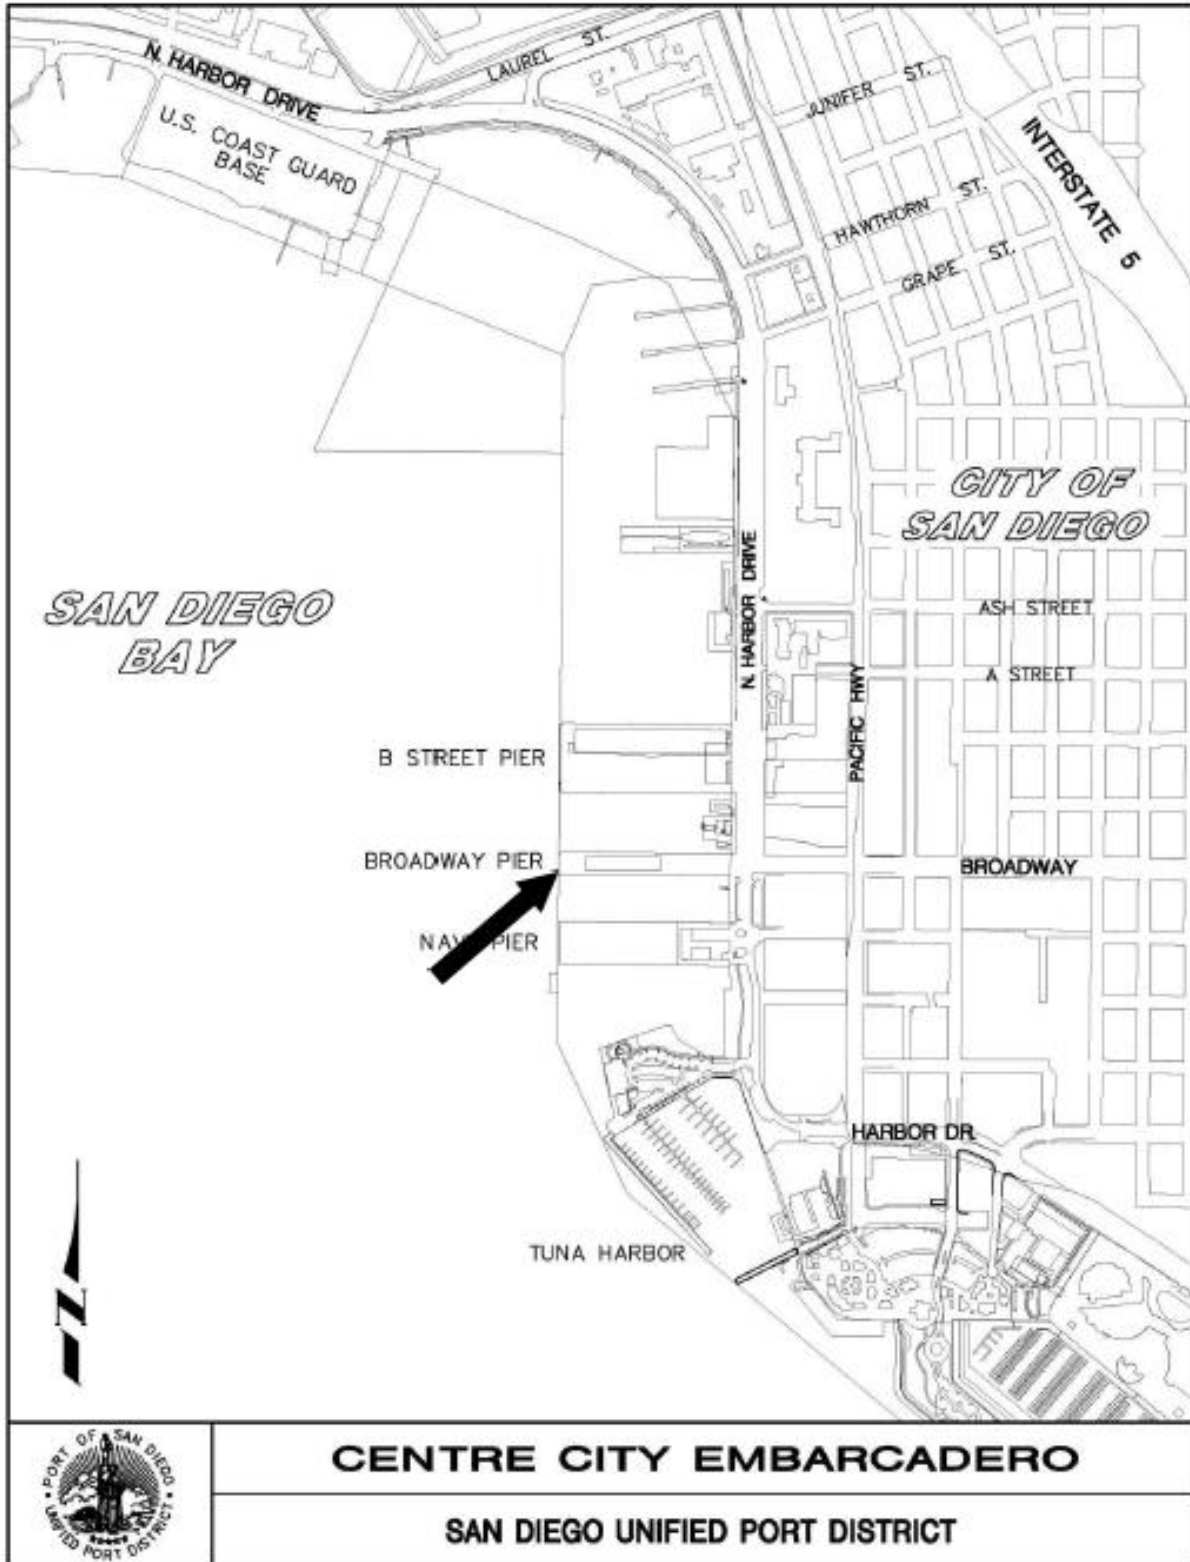 LAUREL ST.
N. HARBOR DRIVE
JUNIFER ST.
U.S. COAST GUARD
BASE
INTERSTATE 5
HAWTHORN ST.
GRAPE ST.
CITY OF
SAN DIEGO
N. HARBOR DRIVE
SAN DIEGO
BAY
ASH STREET
A STREET
PACIFIC HWY
B STREET PIER
BROADWAY PIER
BROADWAY
NAVY PIER
HARBOR DR.
TUNA HARBOR
N
PORT OF SAN DIEGO
UNIFIED PORT DISTRICT
CENTRE CITY EMBARCADERO
SAN DIEGO UNIFIED PORT DISTRICT